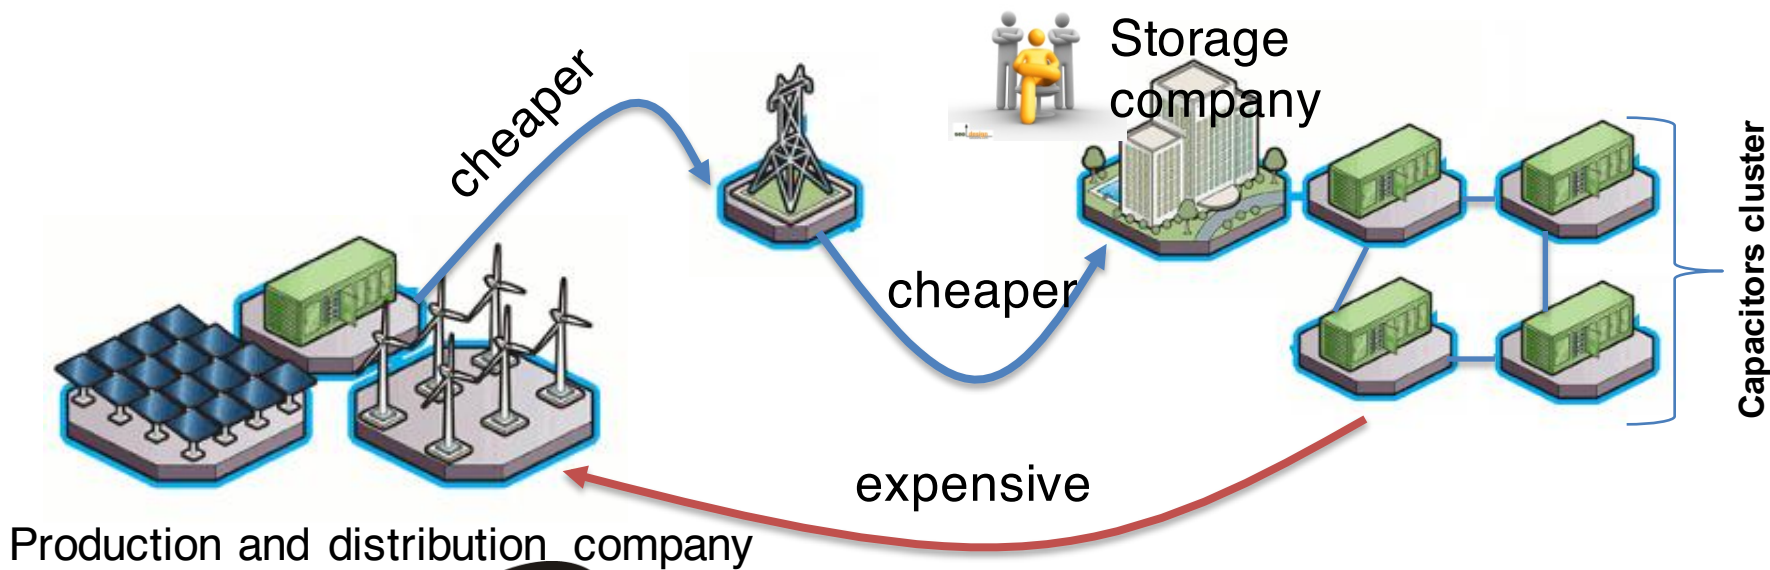 cheaper
Storage
company
cheaper
Capacitors cluster
expensive
Production and distribution company